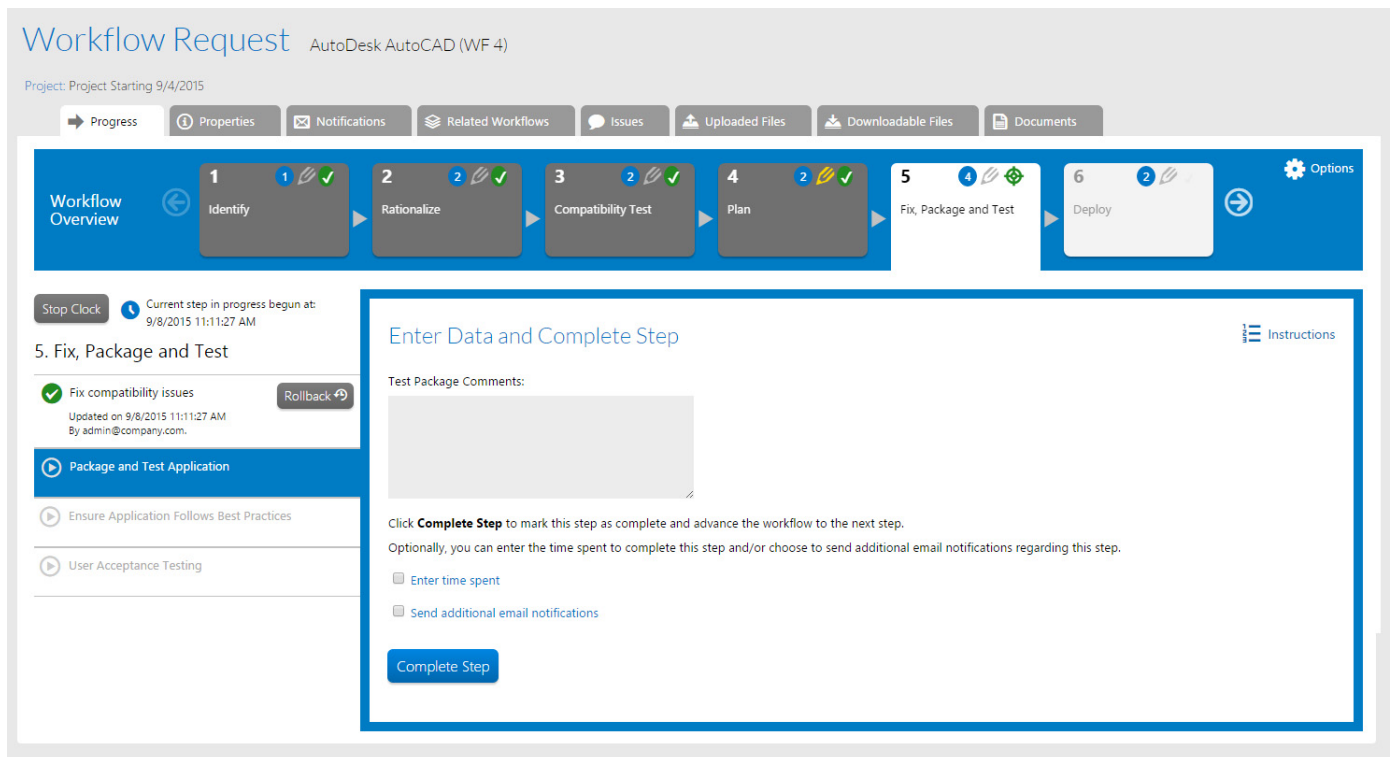 Workflow Request AutoDesk AutoCAD (WF 4)
Project: Project Starting 9/4/2015
Progress Properties Notifications Related Workflows Issues Uploaded Files Downloadable Files Documents
Workflow Overview
1 1
Identify
2 2
Rationalize
3 2
Compatibility Test
4 2
Plan
5 4
Fix, Package and Test
6 2
Deploy
Options
Stop Clock
Current step in progress begun at:
9/8/2015 11:11:27 AM
5. Fix, Package and Test
Fix compatibility issues
Updated on 9/8/2015 11:11:27 AM
By admin@company.com.
Rollback
Package and Test Application
Ensure Application Follows Best Practices
User Acceptance Testing
Enter Data and Complete Step
Instructions
Test Package Comments:
Click Complete Step to mark this step as complete and advance the workflow to the next step.
Optionally, you can enter the time spent to complete this step and/or choose to send additional email notifications regarding this step.
Enter time spent
Send additional email notifications
Complete Step